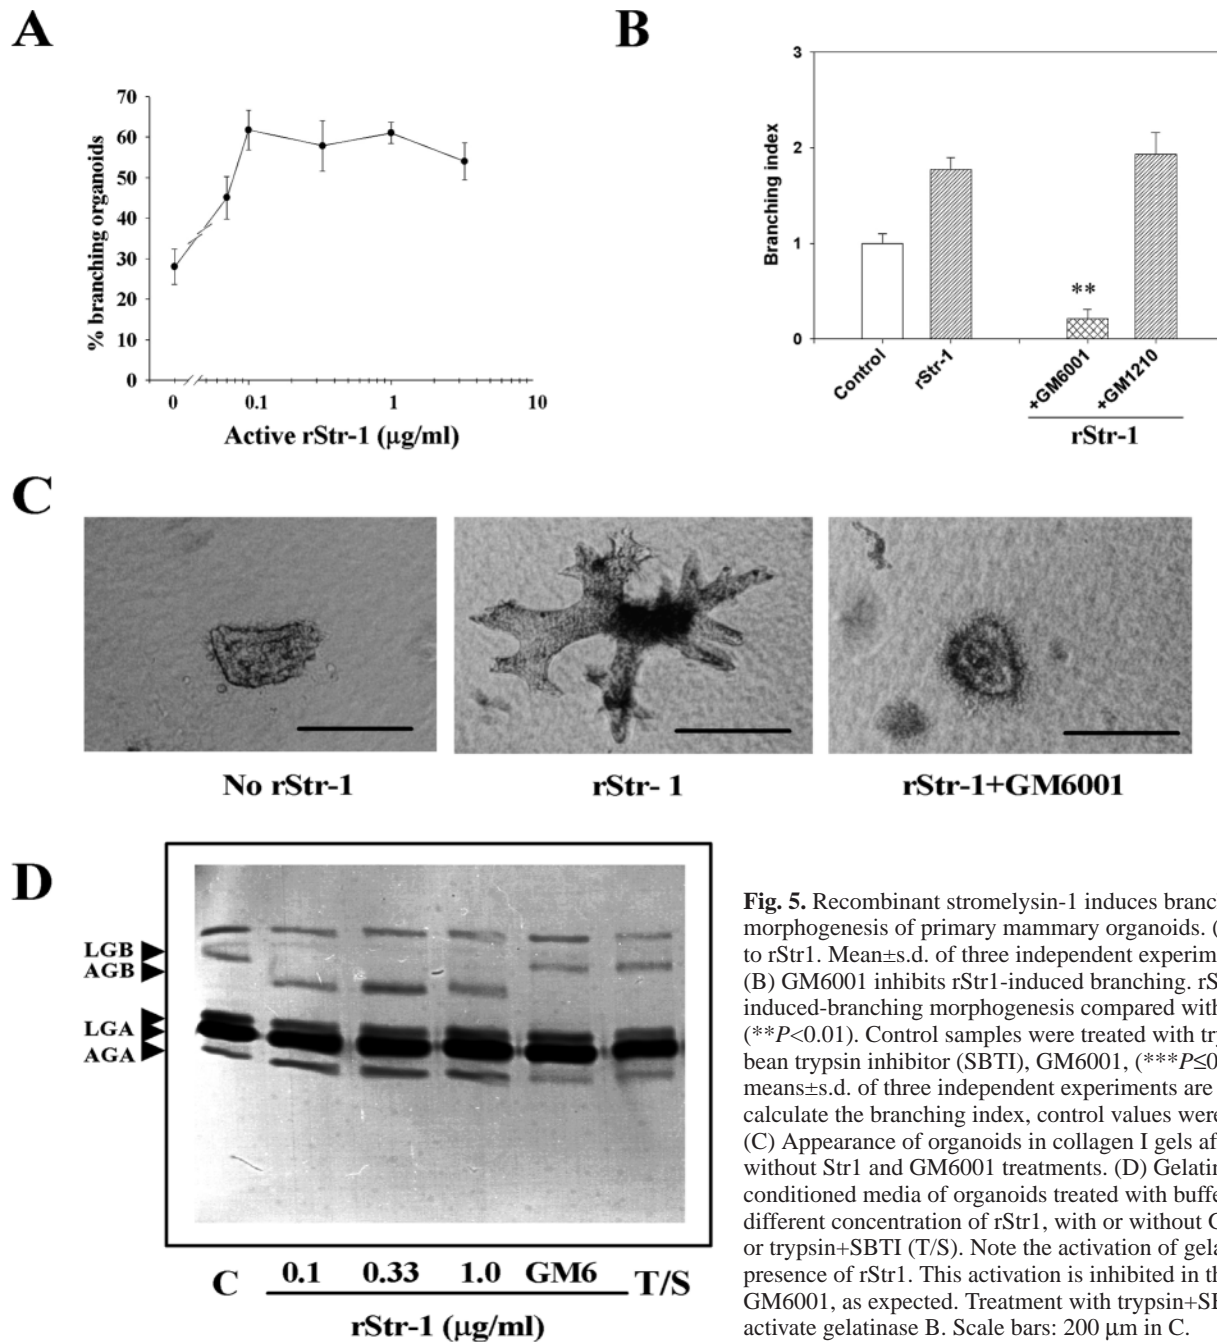 A
B
70
60
50
40
30
20
10
0
% branching organoids
0 0.1 1 10
Active rStr-1 (µg/ml)
3
2
1
0
Branching index
**
Control
rStr-1
+GM6001
+GM1210
rStr-1
C
No rStr-1
rStr- 1
rStr-1+GM6001
D
LGB
AGB
LGA
AGA
C 0.1 0.33 1.0 GM6 T/S
rStr-1 (µg/ml)
Fig. 5. Recombinant stromelysin-1 induces branch
morphogenesis of primary mammary organoids. (
to rStr1. Mean±s.d. of three independent experim
(B) GM6001 inhibits rStr1-induced branching. rS
induced-branching morphogenesis compared with
(**P<0.01). Control samples were treated with try
bean trypsin inhibitor (SBTI), GM6001, (***P≤0
means±s.d. of three independent experiments are
calculate the branching index, control values were
(C) Appearance of organoids in collagen I gels af
without Str1 and GM6001 treatments. (D) Gelatin
conditioned media of organoids treated with buffe
different concentration of rStr1, with or without G
or trypsin+SBTI (T/S). Note the activation of gela
presence of rStr1. This activation is inhibited in th
GM6001, as expected. Treatment with trypsin+SB
activate gelatinase B. Scale bars: 200 µm in C.